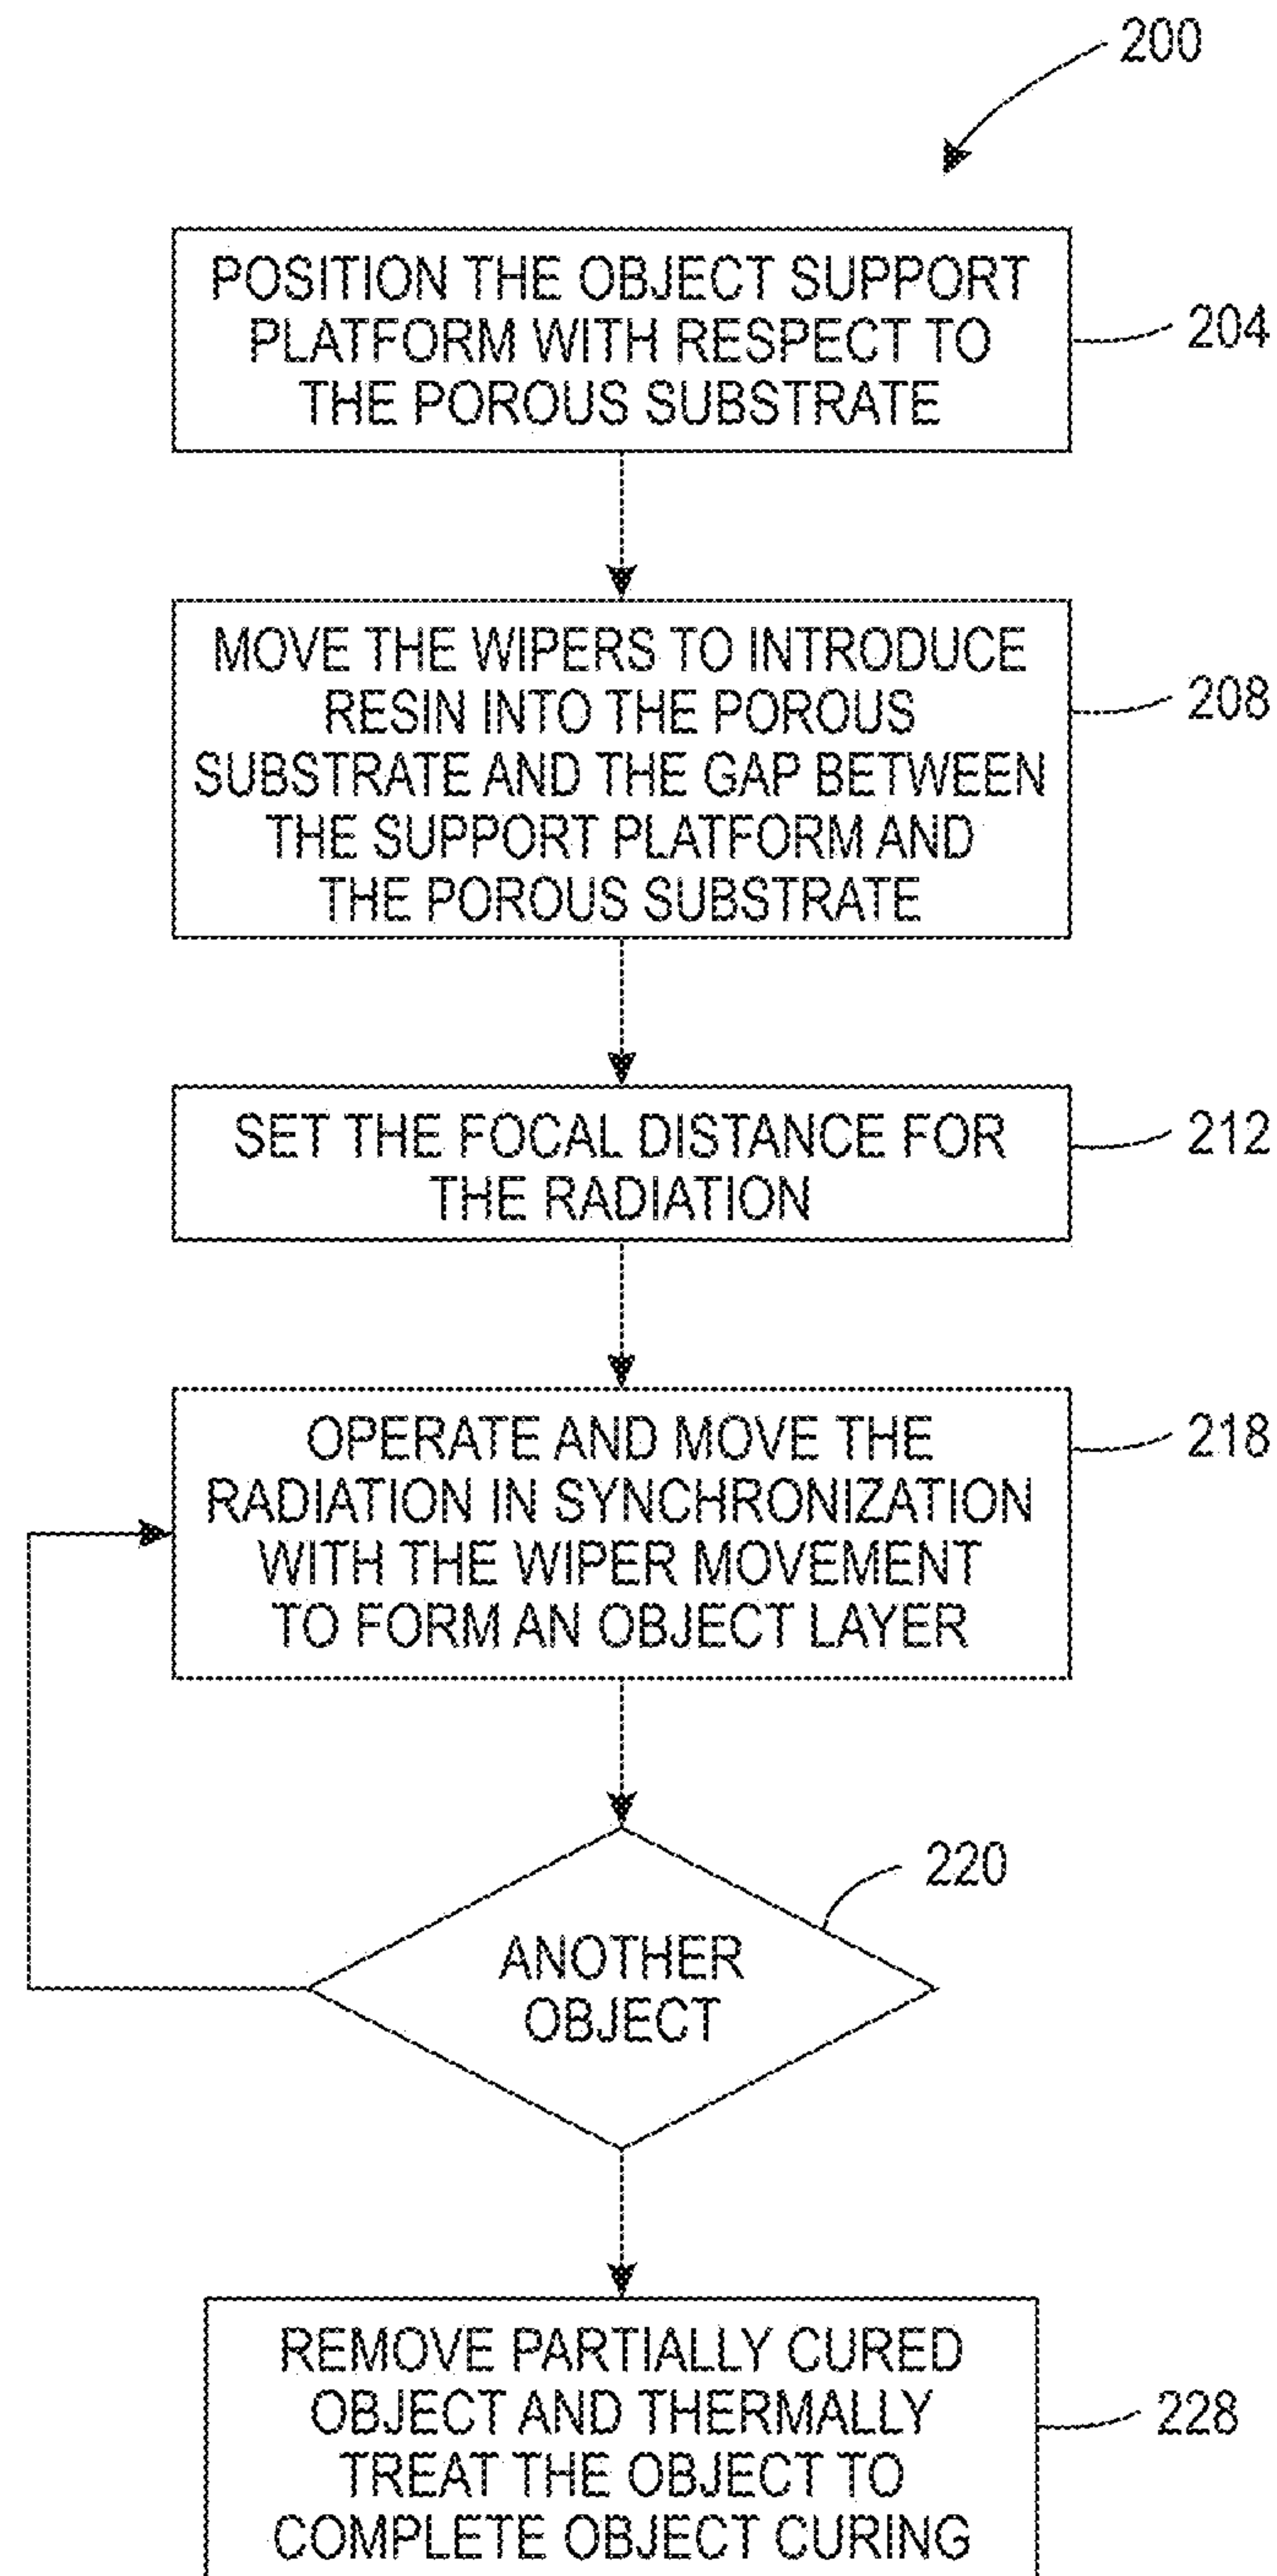 200
POSITION THE OBJECT SUPPORT
PLATFORM WITH RESPECT TO
THE POROUS SUBSTRATE
204
MOVE THE WIPERS TO INTRODUCE
RESIN INTO THE POROUS
SUBSTRATE AND THE GAP BETWEEN
THE SUPPORT PLATFORM AND
THE POROUS SUBSTRATE
208
SET THE FOCAL DISTANCE FOR
THE RADIATION
212
OPERATE AND MOVE THE
RADIATION IN SYNCHRONIZATION
WITH THE WIPER MOVEMENT
TO FORM AN OBJECT LAYER
218
ANOTHER
OBJECT
220
REMOVE PARTIALLY CURED
OBJECT AND THERMALLY
TREAT THE OBJECT TO
COMPLETE OBJECT CURING
228